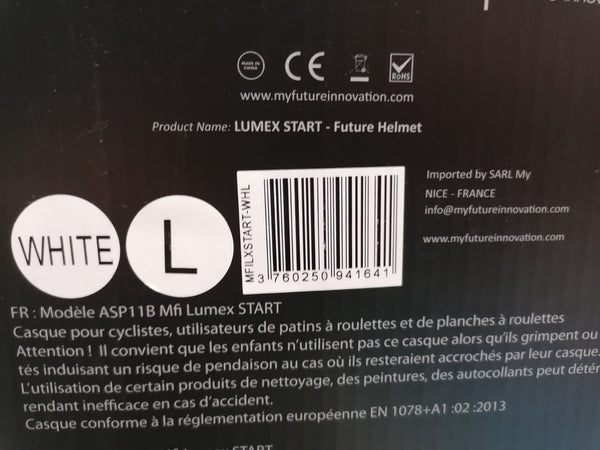 MADE IN CHINA
CE
RoHS
www.myfutureinnovation.com
Product Name: LUMEX START - Future Helmet
Imported by SARL My
NICE - FRANCE
info@myfutureinnovation.com
www.myfutureinnovation.com
WHITE
L
MFILXSTART-WHL
3 760250 941641
FR : Modèle ASP11B Mfi Lumex START
Casque pour cyclistes, utilisateurs de patins à roulettes et de planches à roulettes
Attention ! Il convient que les enfants n'utilisent pas ce casque alors qu'ils grimpent ou
tés induisant un risque de pendaison au cas où ils resteraient accrochés par leur casque.
L'utilisation de certain produits de nettoyage, des peintures, des autocollants peut détér
rendant inefficace en cas d'accident.
Casque conforme à la réglementation européenne EN 1078+A1 :02 :2013
START